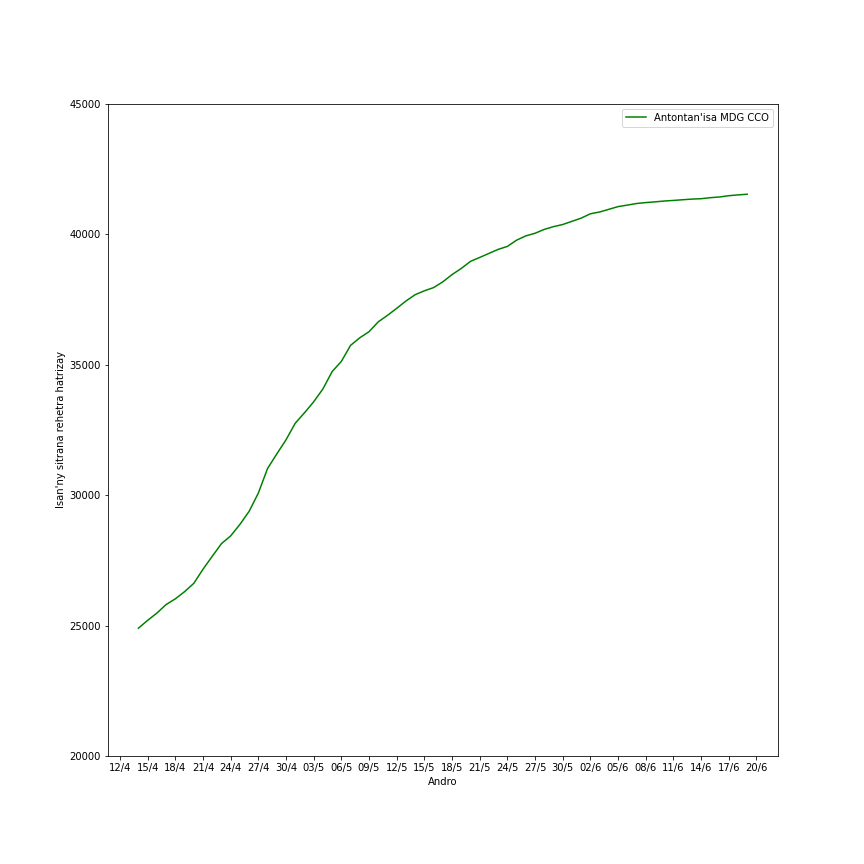 Antontan'isa MDG CCO
45000
40000
35000
30000
25000
20000
Isan'ny sitrana rehetra hatrizay
12/4 15/4 18/4 21/4 24/4 27/4 30/4 03/5 06/5 09/5 12/5 15/5 18/5 21/5 24/5 27/5 30/5 02/6 05/6 08/6 11/6 14/6 17/6 20/6
Andro